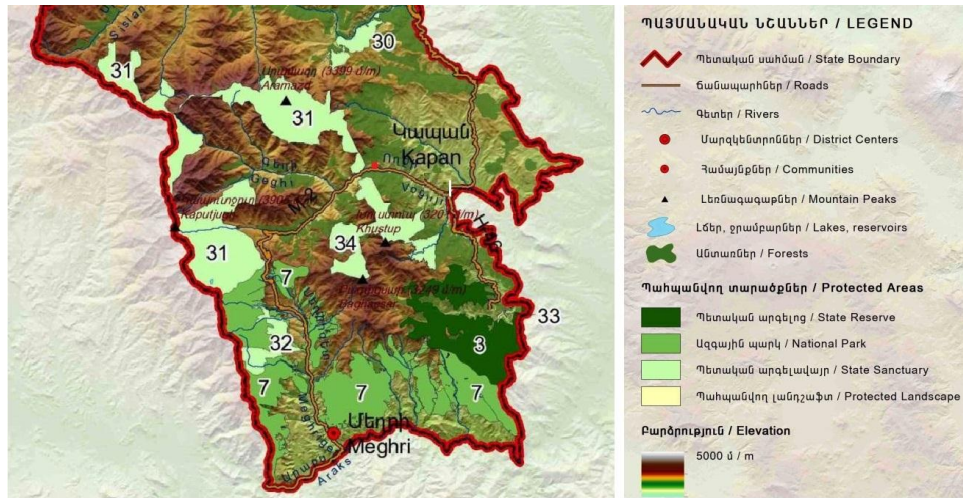 Sisian
30
31
(3399 մ/m)
Aramazd
31
Կապան
Kapan
Geghi
Voghji
M-2
Kaputjugh
Khustup
31
34
7
33
3
32
7
7
7
Մեղրի
Meghri
Araks
ՊԱՅՄԱՆԱԿԱՆ ՆՇԱՆՆԵՐ / LEGEND
Պետական սահման / State Boundary
Ճանապարհներ / Roads
Գետեր / Rivers
Մարզկենտրոններ / District Centers
Համայնքներ / Communities
Լեռնագագաթներ / Mountain Peaks
Լճեր, ջրամբարներ / Lakes, reservoirs
Անտառներ / Forests
Պահպանվող տարածքներ / Protected Areas
Պետական արգելոց / State Reserve
Ազգային պարկ / National Park
Պետական արգելավայր / State Sanctuary
Պահպանվող լանդշաֆտ / Protected Landscape
Բարձրություն / Elevation
5000 մ / m